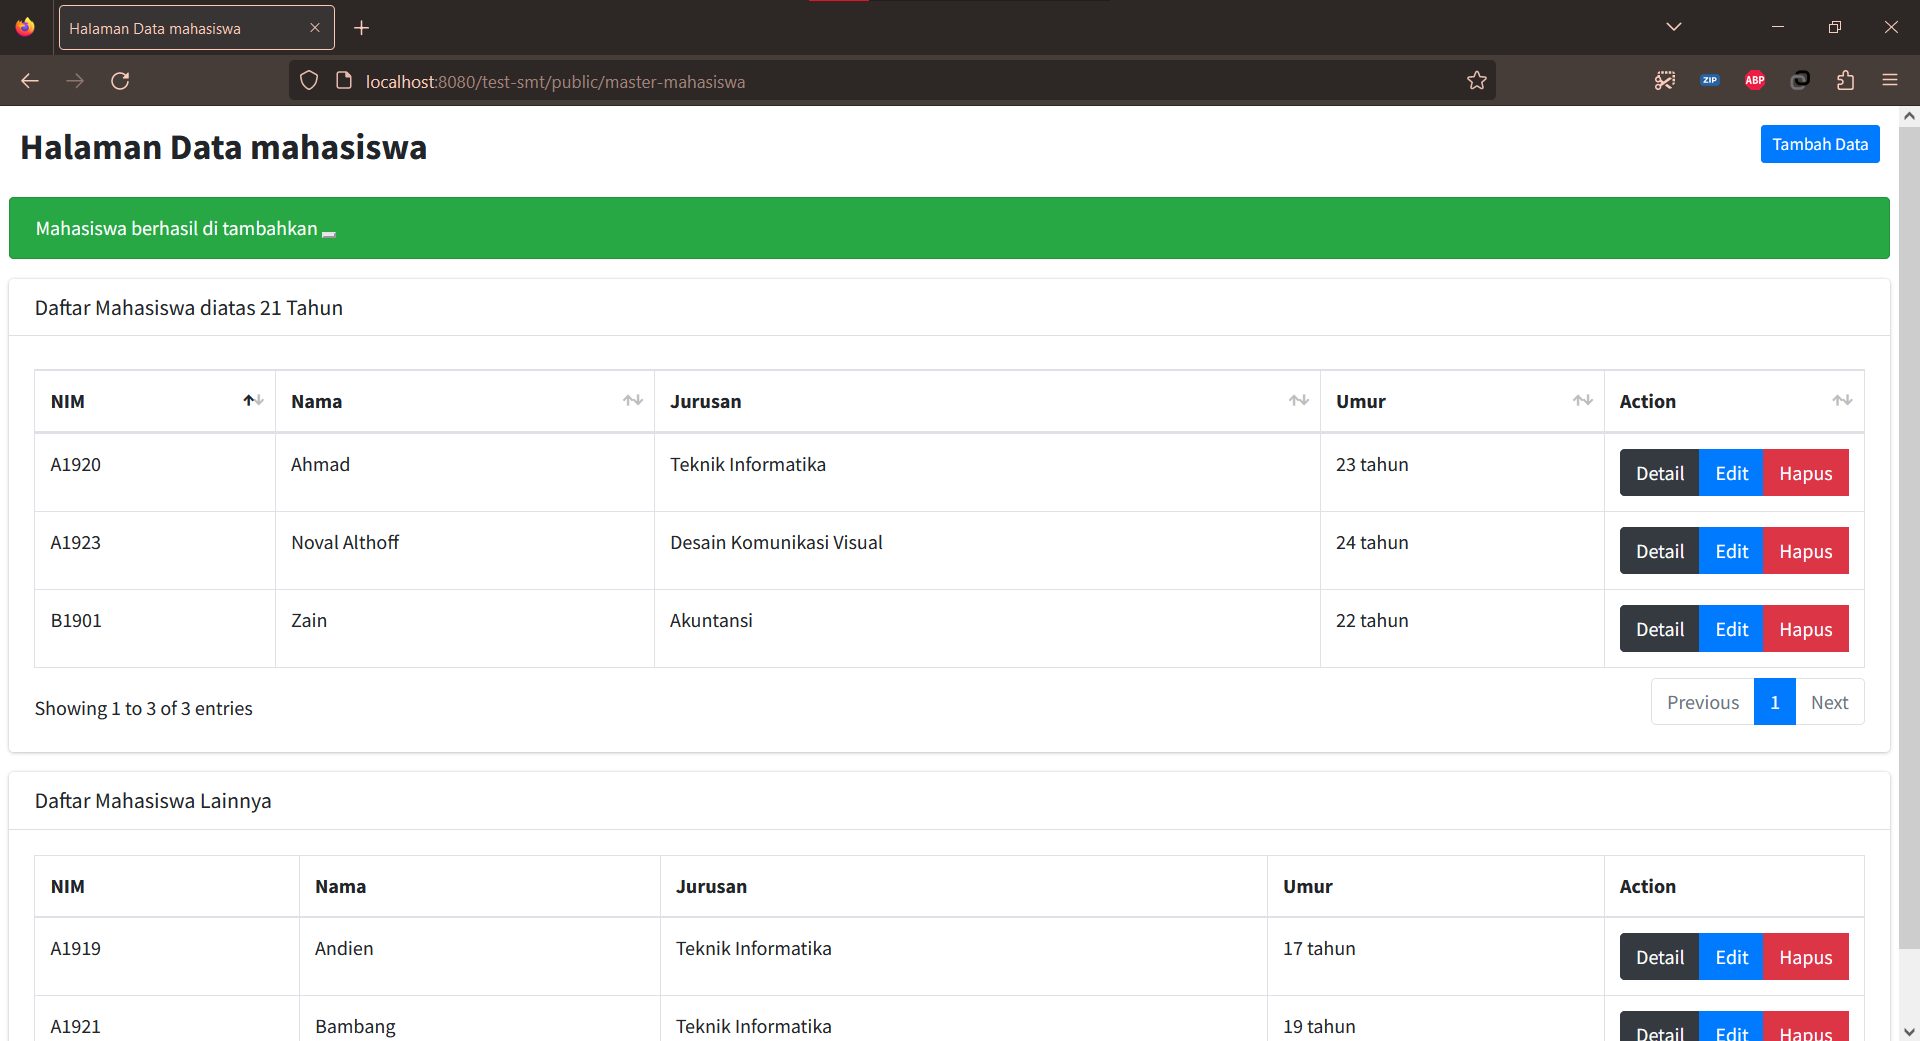 Halaman Data mahasiswa
localhost:8080/test-smt/public/master-mahasiswa
ZIP
ABP
Halaman Data mahasiswa
Tambah Data
Mahasiswa berhasil di tambahkan
Daftar Mahasiswa diatas 21 Tahun
NIM Nama Jurusan Umur Action
A1920 Ahmad Teknik Informatika 23 tahun Detail Edit Hapus
A1923 Noval Althoff Desain Komunikasi Visual 24 tahun Detail Edit Hapus
B1901 Zain Akuntansi 22 tahun Detail Edit Hapus
Showing 1 to 3 of 3 entries
Previous 1 Next
Daftar Mahasiswa Lainnya
NIM Nama Jurusan Umur Action
A1919 Andien Teknik Informatika 17 tahun Detail Edit Hapus
A1921 Bambang Teknik Informatika 19 tahun Detail Edit Hapus